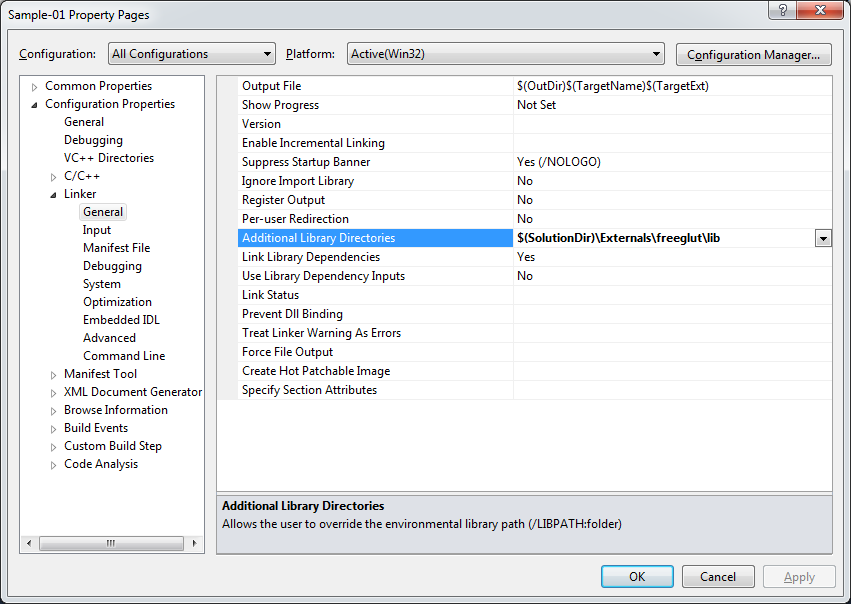 Sample-01 Property Pages
Configuration: All Configurations Platform: Active(Win32) Configuration Manager...
Common Properties
Configuration Properties
General
Debugging
VC++ Directories
C/C++
Linker
General
Input
Manifest File
Debugging
System
Optimization
Embedded IDL
Advanced
Command Line
Manifest Tool
XML Document Generator
Browse Information
Build Events
Custom Build Step
Code Analysis
Output File $(OutDir)$(TargetName)$(TargetExt)
Show Progress Not Set
Version
Enable Incremental Linking
Suppress Startup Banner Yes (/NOLOGO)
Ignore Import Library No
Register Output No
Per-user Redirection No
Additional Library Directories $(SolutionDir)\Externals\freeglut\lib
Link Library Dependencies Yes
Use Library Dependency Inputs No
Link Status
Prevent Dll Binding
Treat Linker Warning As Errors
Force File Output
Create Hot Patchable Image
Specify Section Attributes
Additional Library Directories
Allows the user to override the environmental library path (/LIBPATH:folder)
OK Cancel Apply